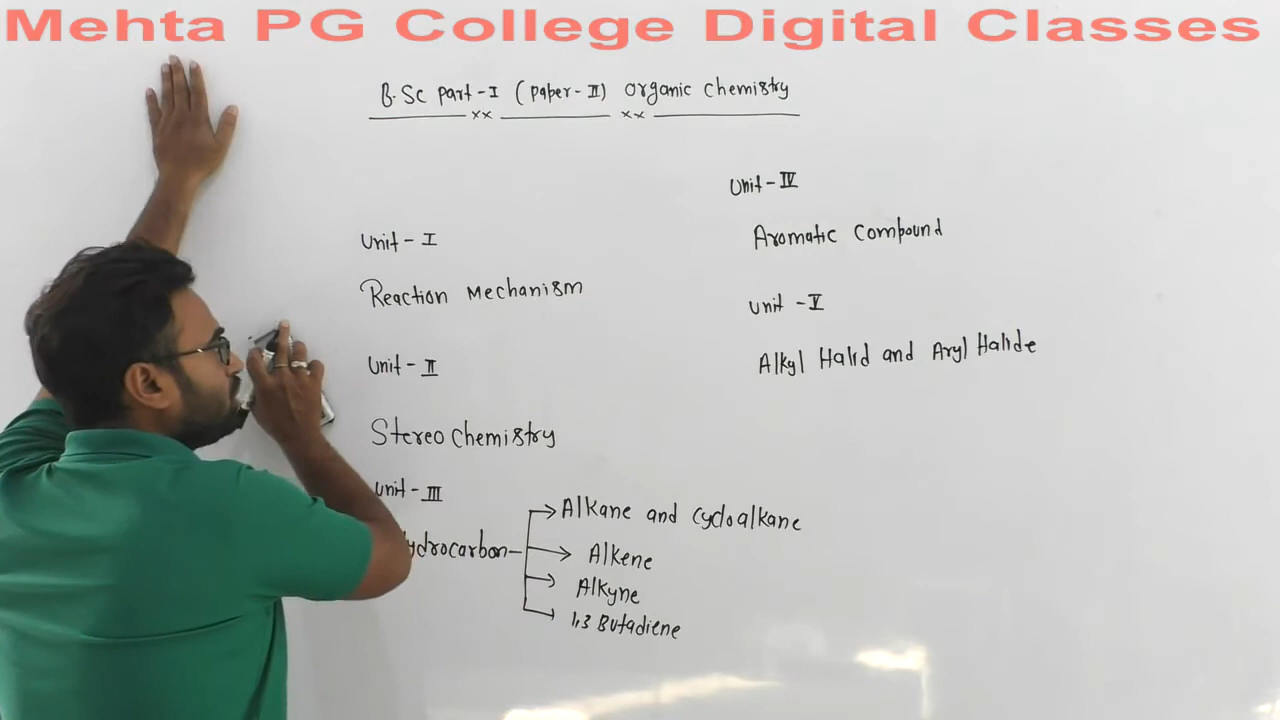 Mehta PG College Digital Classes
B.Sc part-I (paper-II) organic chemistry
xx xx
Unit-I
Reaction Mechanism
Unit-II
Stereo chemistry
Unit-III
ydrocarbon
Alkane and cycloalkane
Alkene
Alkyne
1,3 Butadiene
Unit-IV
Aromatic compound
Unit-V
Alkyl Halid and Aryl Halide